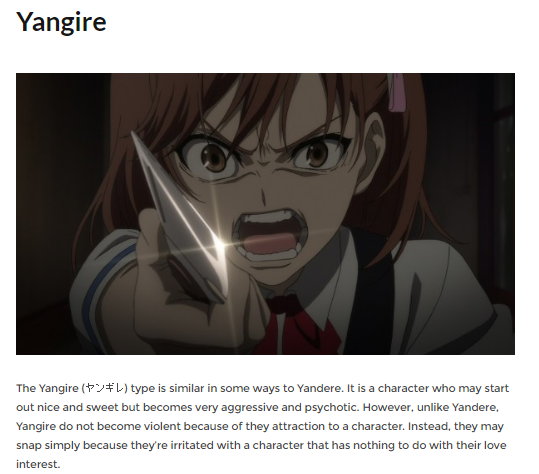 Yangire
The Yangire (ヤンギレ) type is similar in some ways to Yandere. It is a character who may start
out nice and sweet but becomes very aggressive and psychotic. However, unlike Yandere,
Yangire do not become violent because of they attraction to a character. Instead, they may
snap simply because they're irritated with a character that has nothing to do with their love
interest.